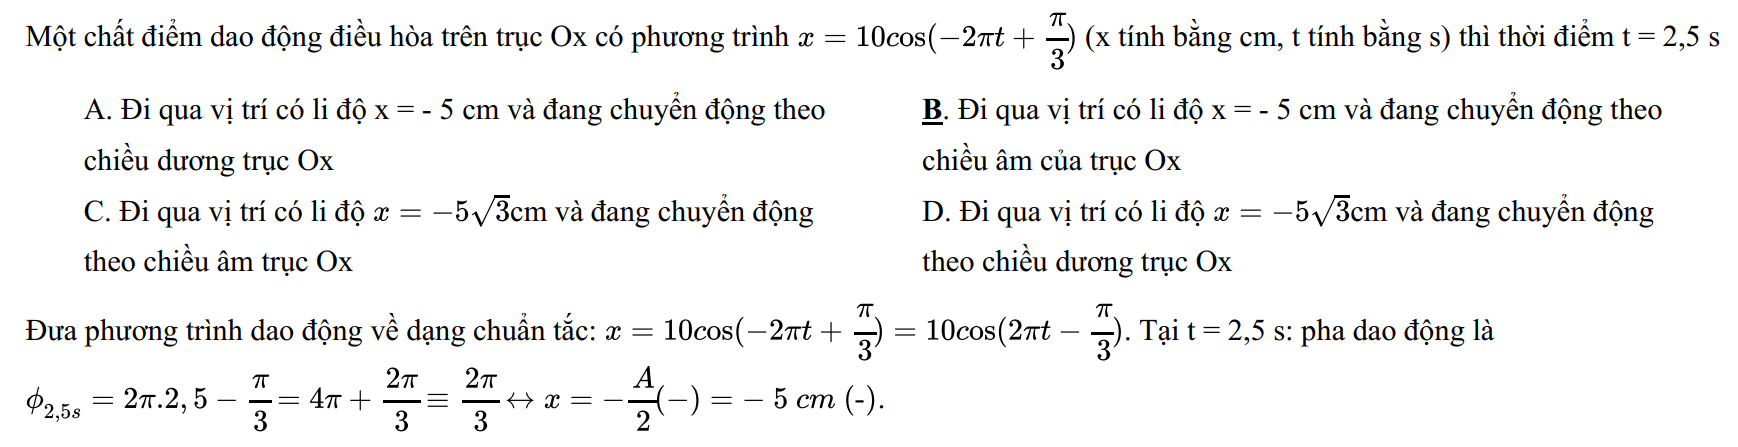 Một chất điểm dao động điều hòa trên trục Ox có phương trình $x = 10cos(-2\pi t + \frac{\pi}{3})$ (x tính bằng cm, t tính bằng s) thì thời điểm t = 2,5 s
A. Đi qua vị trí có li độ x = - 5 cm và đang chuyển động theo
chiều dương trục Ox
B. Đi qua vị trí có li độ x = - 5 cm và đang chuyển động theo
chiều âm của trục Ox
C. Đi qua vị trí có li độ $x = -5\sqrt{3}$cm và đang chuyển động
theo chiều âm trục Ox
D. Đi qua vị trí có li độ $x = -5\sqrt{3}$cm và đang chuyển động
theo chiều dương trục Ox
Đưa phương trình dao động về dạng chuẩn tắc: $x = 10cos(-2\pi t + \frac{\pi}{3}) = 10cos(2\pi t - \frac{\pi}{3})$. Tại t = 2,5 s: pha dao động là
$\phi_{2,5s} = 2\pi.2,5 - \frac{\pi}{3} = 4\pi + \frac{2\pi}{3} \equiv \frac{2\pi}{3} \leftrightarrow x = -\frac{A}{2}(-) = -5\ cm$ (-).